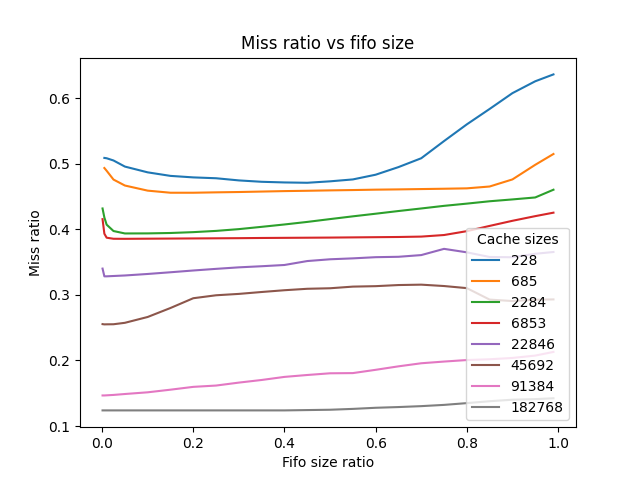 Miss ratio vs fifo size
Miss ratio
0.6
0.5
0.4
0.3
0.2
0.1
Cache sizes
228
685
2284
6853
22846
45692
91384
182768
0.0 0.2 0.4 0.6 0.8 1.0
Fifo size ratio